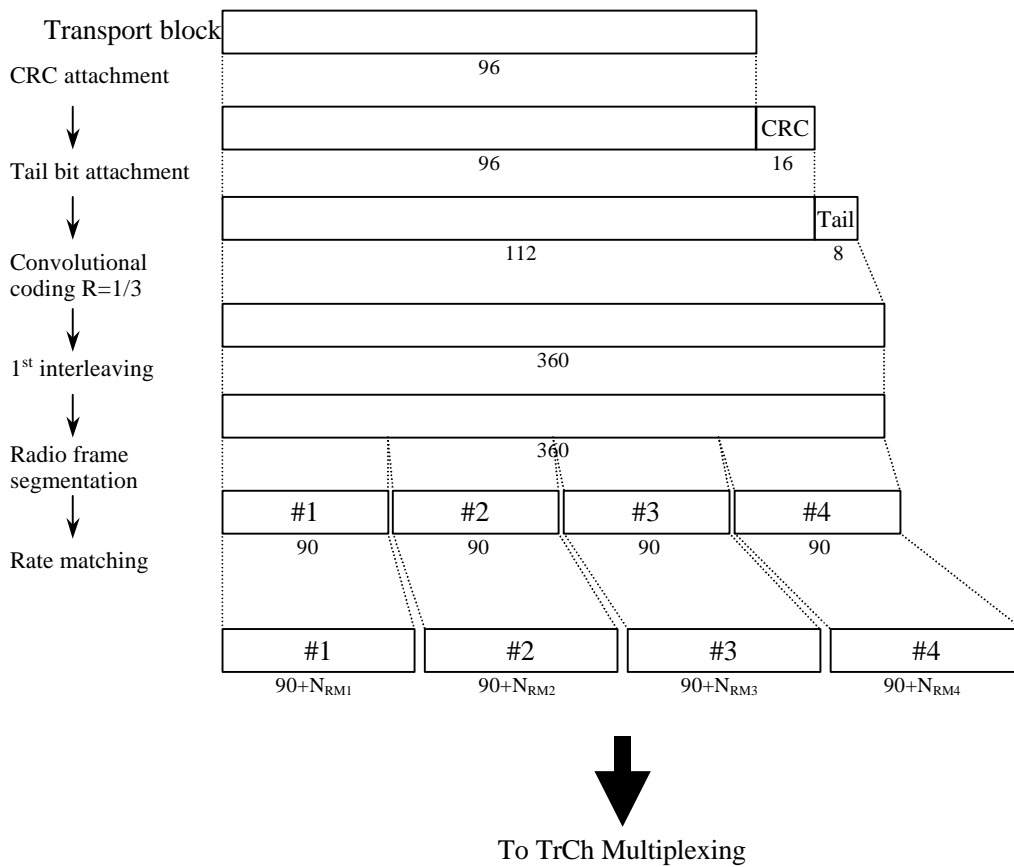 Transport block
96
CRC attachment
CRC
96
16
Tail bit attachment
Tail
112
8
Convolutional
coding R=1/3
360
1st interleaving
360
Radio frame
segmentation
#1 #2 #3 #4
90 90 90 90
Rate matching
#1 #2 #3 #4
90+NRM1 90+NRM2 90+NRM3 90+NRM4
To TrCh Multiplexing